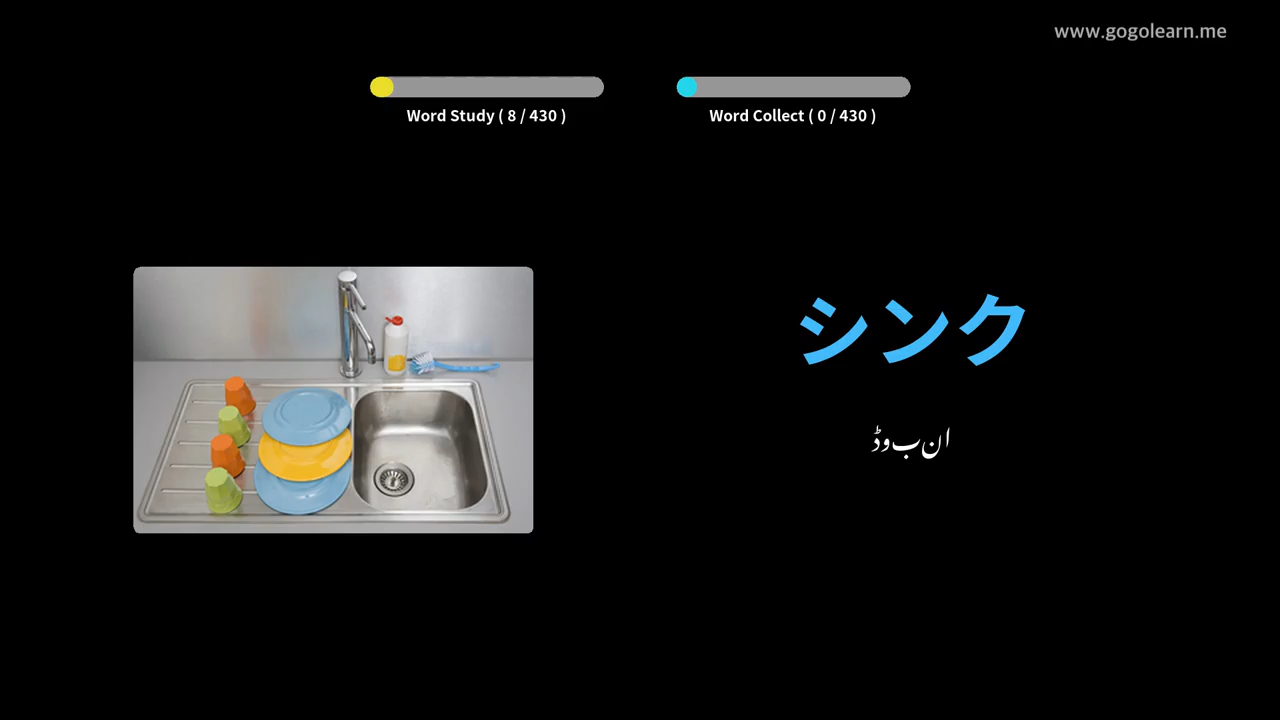 www.gogolearn.me
Word Study ( 8 / 430 )
Word Collect ( 0 / 430 )
シンク
ان ب وڈ